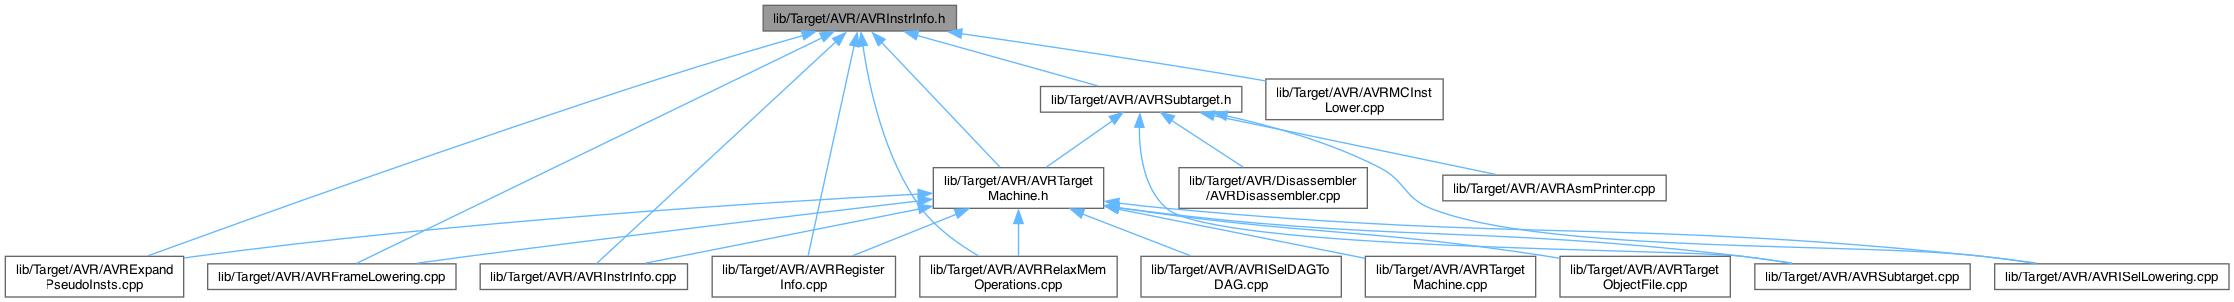 lib/Target/AVR/AVRInstrInfo.h
lib/Target/AVR/AVRSubtarget.h
lib/Target/AVR/AVRMCInst
Lower.cpp
lib/Target/AVR/AVRTarget
Machine.h
lib/Target/AVR/Disassembler
/AVRDisassembler.cpp
lib/Target/AVR/AVRAsmPrinter.cpp
lib/Target/AVR/AVRExpand
PseudoInsts.cpp
lib/Target/AVR/AVRFrameLowering.cpp
lib/Target/AVR/AVRInstrInfo.cpp
lib/Target/AVR/AVRRegister
Info.cpp
lib/Target/AVR/AVRRelaxMem
Operations.cpp
lib/Target/AVR/AVRISelDAGTo
DAG.cpp
lib/Target/AVR/AVRTarget
Machine.cpp
lib/Target/AVR/AVRTarget
ObjectFile.cpp
lib/Target/AVR/AVRSubtarget.cpp
lib/Target/AVR/AVRISelLowering.cpp